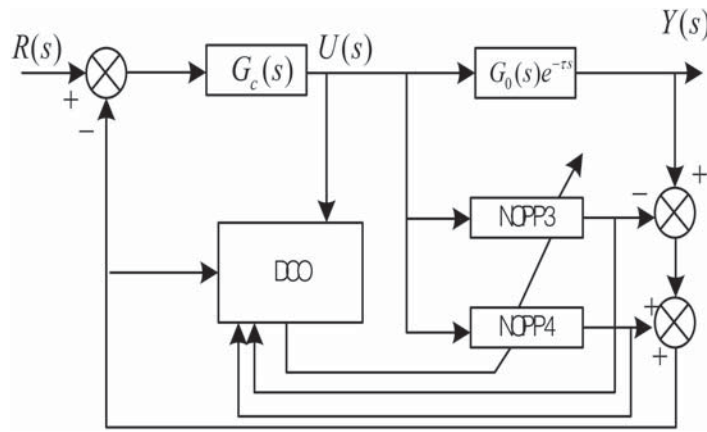 R(s)
U(s)
Y(s)
G_c(s)
G_0(s)e^{-τs}
+
−
+
−
NOPP3
DCO
NOPP4
+
+